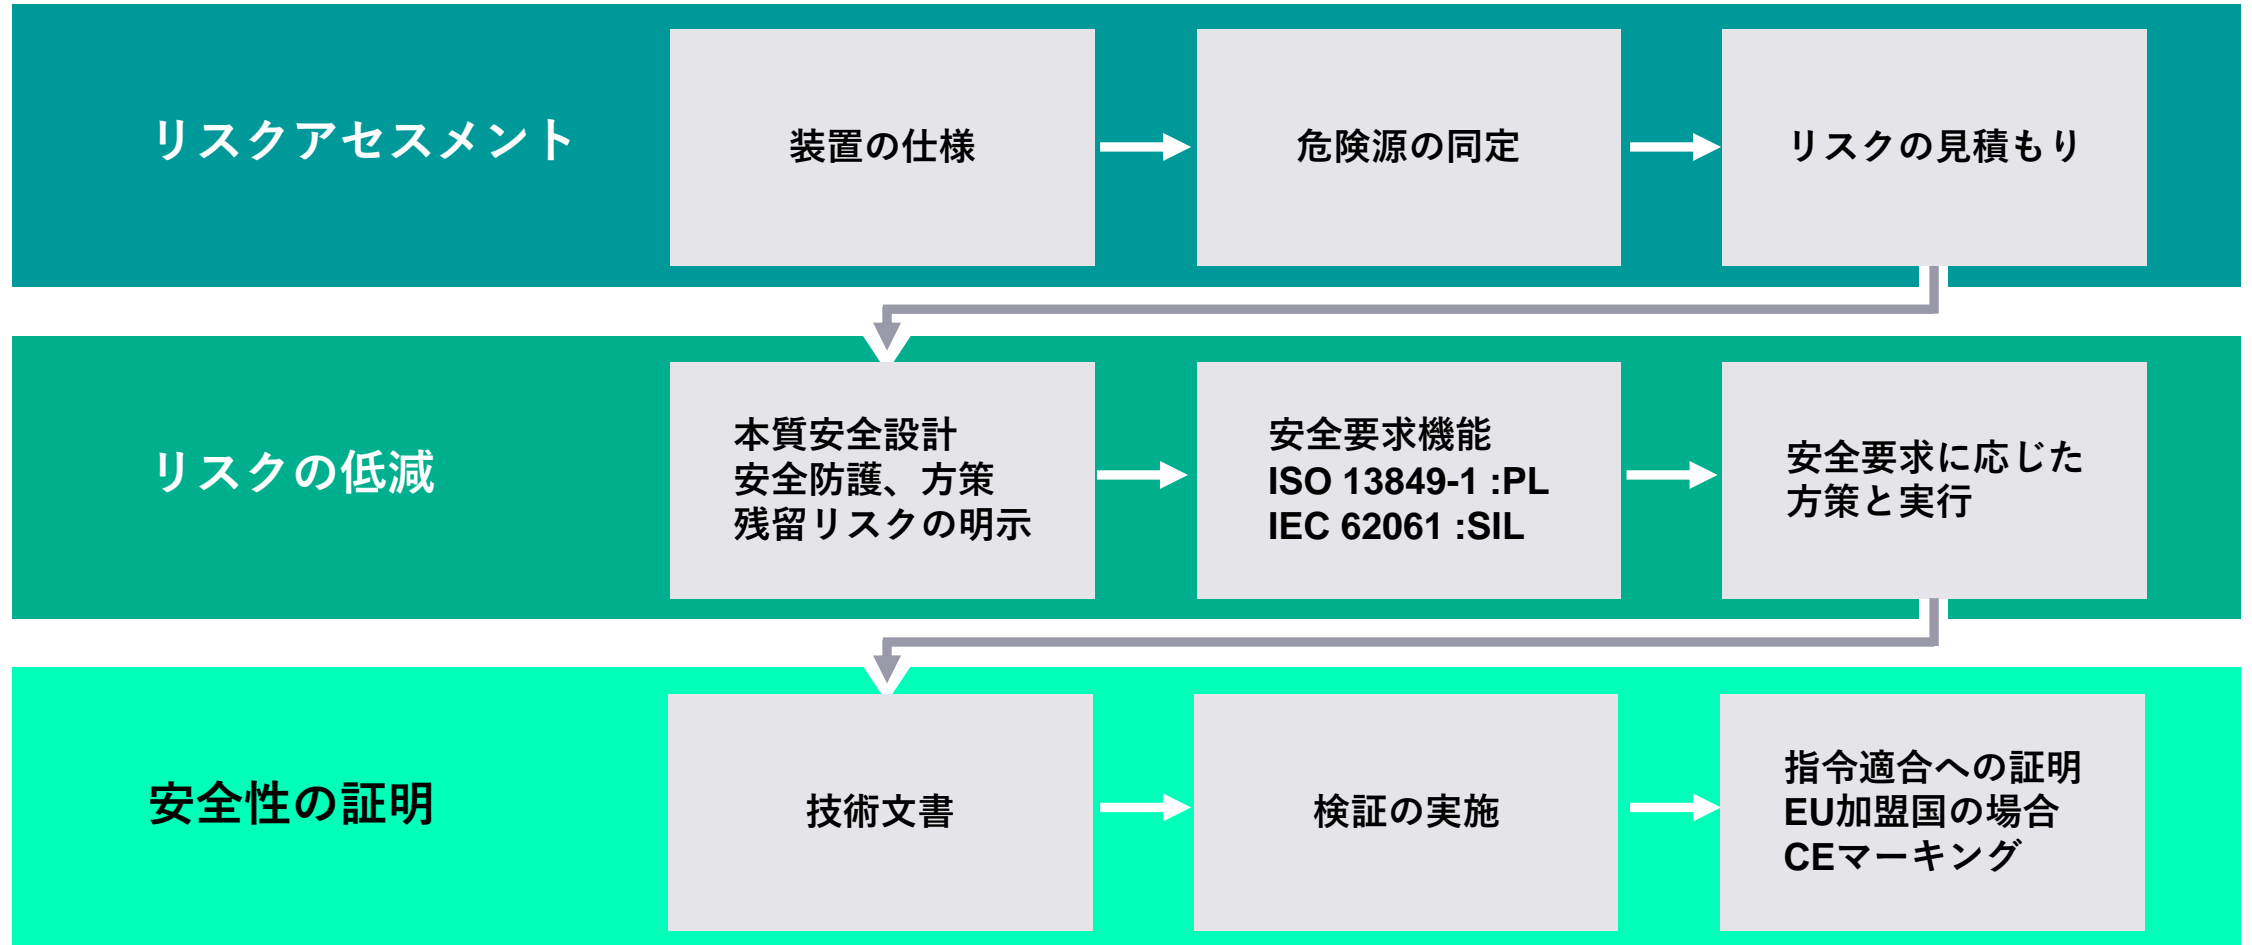 リスクアセスメント
装置の仕様
危険源の同定
リスクの見積もり
リスクの低減
本質安全設計
安全防護、方策
残留リスクの明示
安全要求機能
ISO 13849-1 :PL
IEC 62061 :SIL
安全要求に応じた
方策と実行
安全性の証明
技術文書
検証の実施
指令適合への証明
EU加盟国の場合
CEマーキング